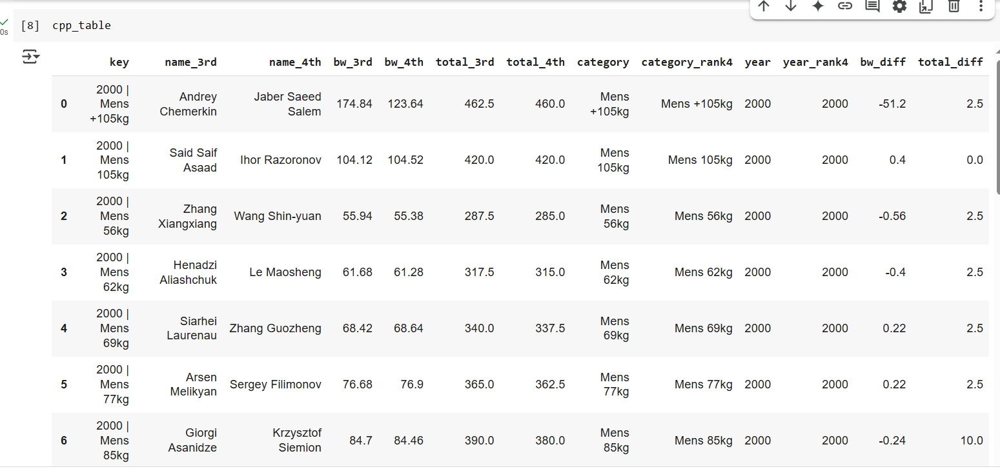 [8] cpp_table
0s
key name_3rd name_4th bw_3rd bw_4th total_3rd total_4th category category_rank4 year year_rank4 bw_diff total_diff
0 2000 | Mens +105kg Andrey Chemerkin Jaber Saeed Salem 174.84 123.64 462.5 460.0 Mens +105kg Mens +105kg 2000 2000 -51.2 2.5
1 2000 | Mens 105kg Said Saif Asaad Ihor Razoronov 104.12 104.52 420.0 420.0 Mens 105kg Mens 105kg 2000 2000 0.4 0.0
2 2000 | Mens 56kg Zhang Xiangxiang Wang Shin-yuan 55.94 55.38 287.5 285.0 Mens 56kg Mens 56kg 2000 2000 -0.56 2.5
3 2000 | Mens 62kg Henadzi Aliashchuk Le Maosheng 61.68 61.28 317.5 315.0 Mens 62kg Mens 62kg 2000 2000 -0.4 2.5
4 2000 | Mens 69kg Siarhei Laurenau Zhang Guozheng 68.42 68.64 340.0 337.5 Mens 69kg Mens 69kg 2000 2000 0.22 2.5
5 2000 | Mens 77kg Arsen Melikyan Sergey Filimonov 76.68 76.9 365.0 362.5 Mens 77kg Mens 77kg 2000 2000 0.22 2.5
6 2000 | Mens 85kg Giorgi Asanidze Krzysztof Siemion 84.7 84.46 390.0 380.0 Mens 85kg Mens 85kg 2000 2000 -0.24 10.0